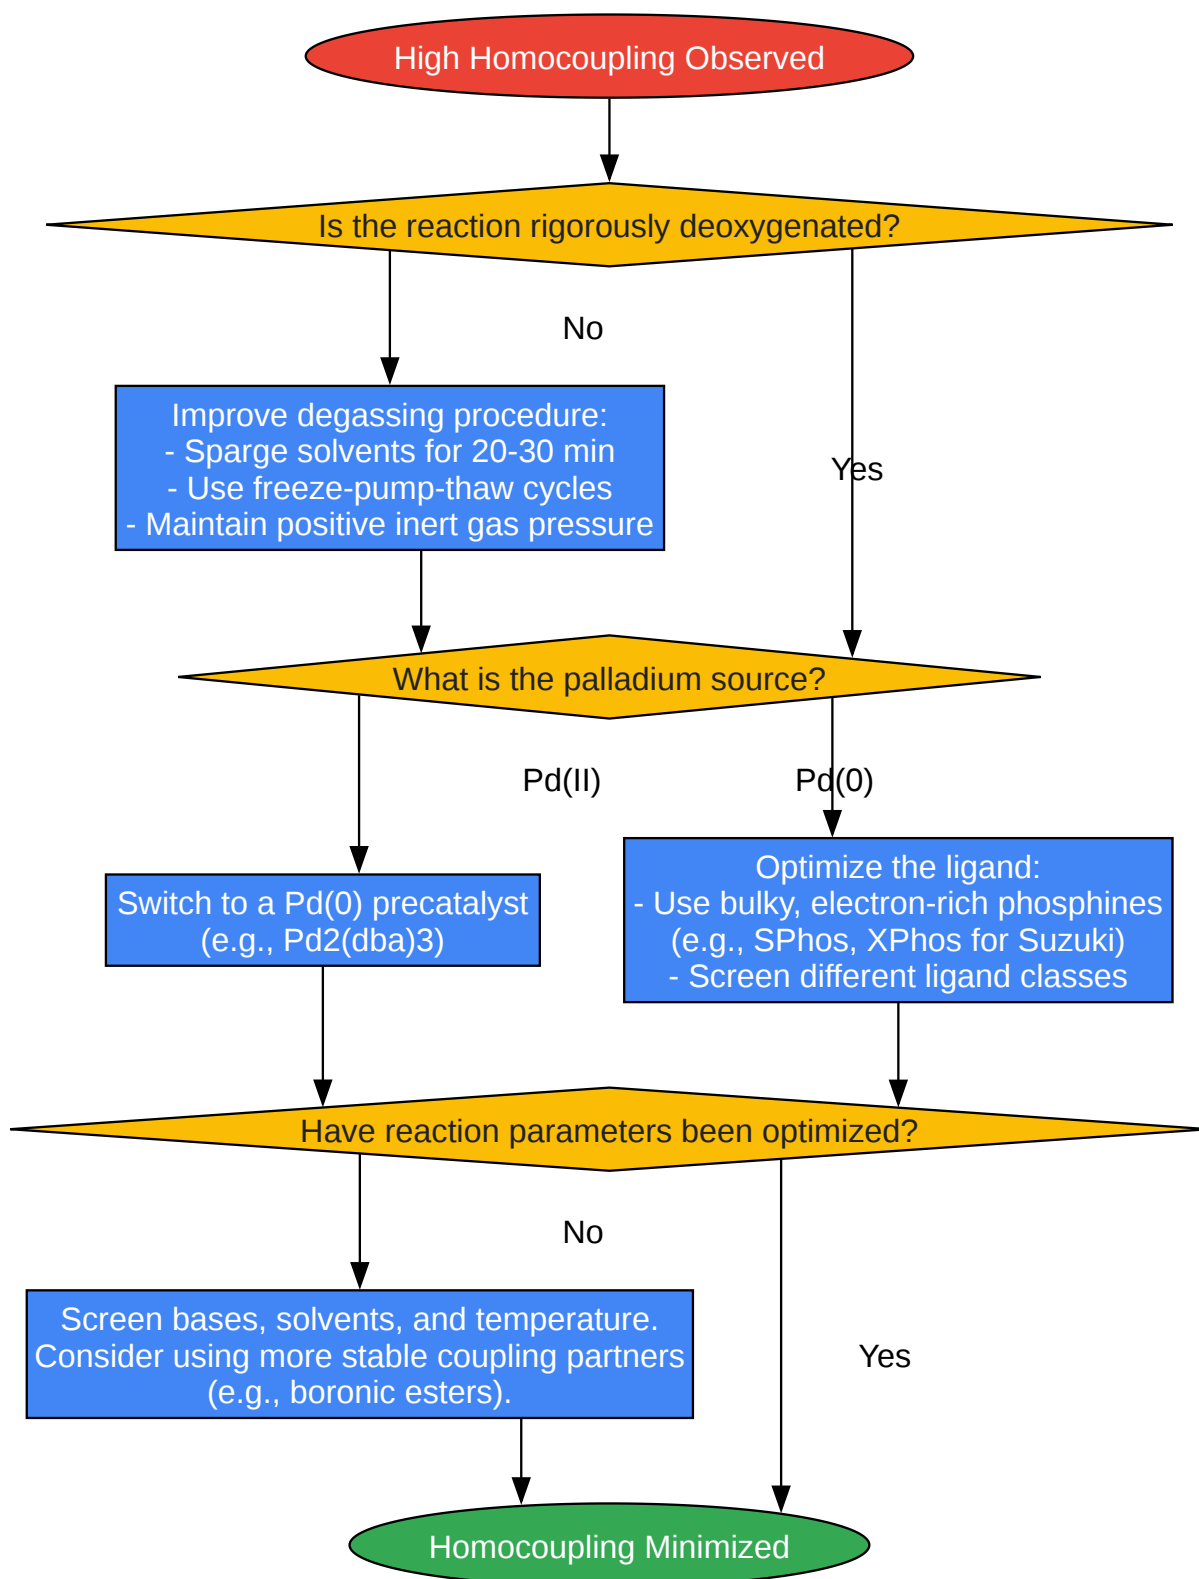 High Homocoupling Observed
Is the reaction rigorously deoxygenated?
No
Improve degassing procedure:
- Sparge solvents for 20-30 min
- Use freeze-pump-thaw cycles
- Maintain positive inert gas pressure
Yes
What is the palladium source?
Pd(II)
Pd(0)
Switch to a Pd(0) precatalyst
(e.g., Pd2(dba)3)
Optimize the ligand:
- Use bulky, electron-rich phosphines
(e.g., SPhos, XPhos for Suzuki)
- Screen different ligand classes
Have reaction parameters been optimized?
No
Screen bases, solvents, and temperature.
Consider using more stable coupling partners
(e.g., boronic esters).
Yes
Homocoupling Minimized